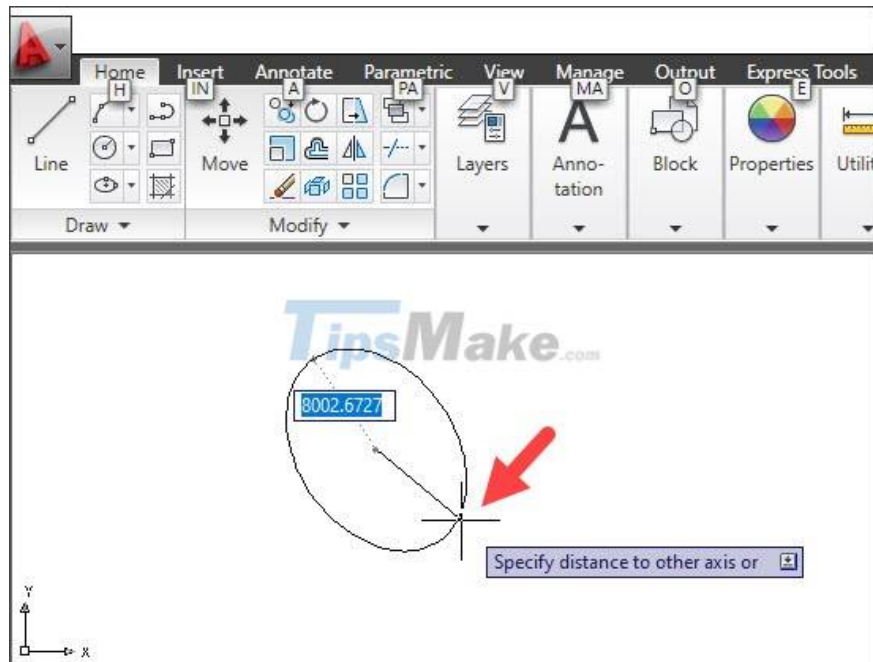 A
Home Insert Annotate Parametric View Manage Output Express Tools
H IN A PA V MA O E
Line
Move
Layers
A
Anno-
tation
Block
Properties
Utilit
Draw
Modify
TipsMake.com
8002.6727
Specify distance to other axis or
Y
X